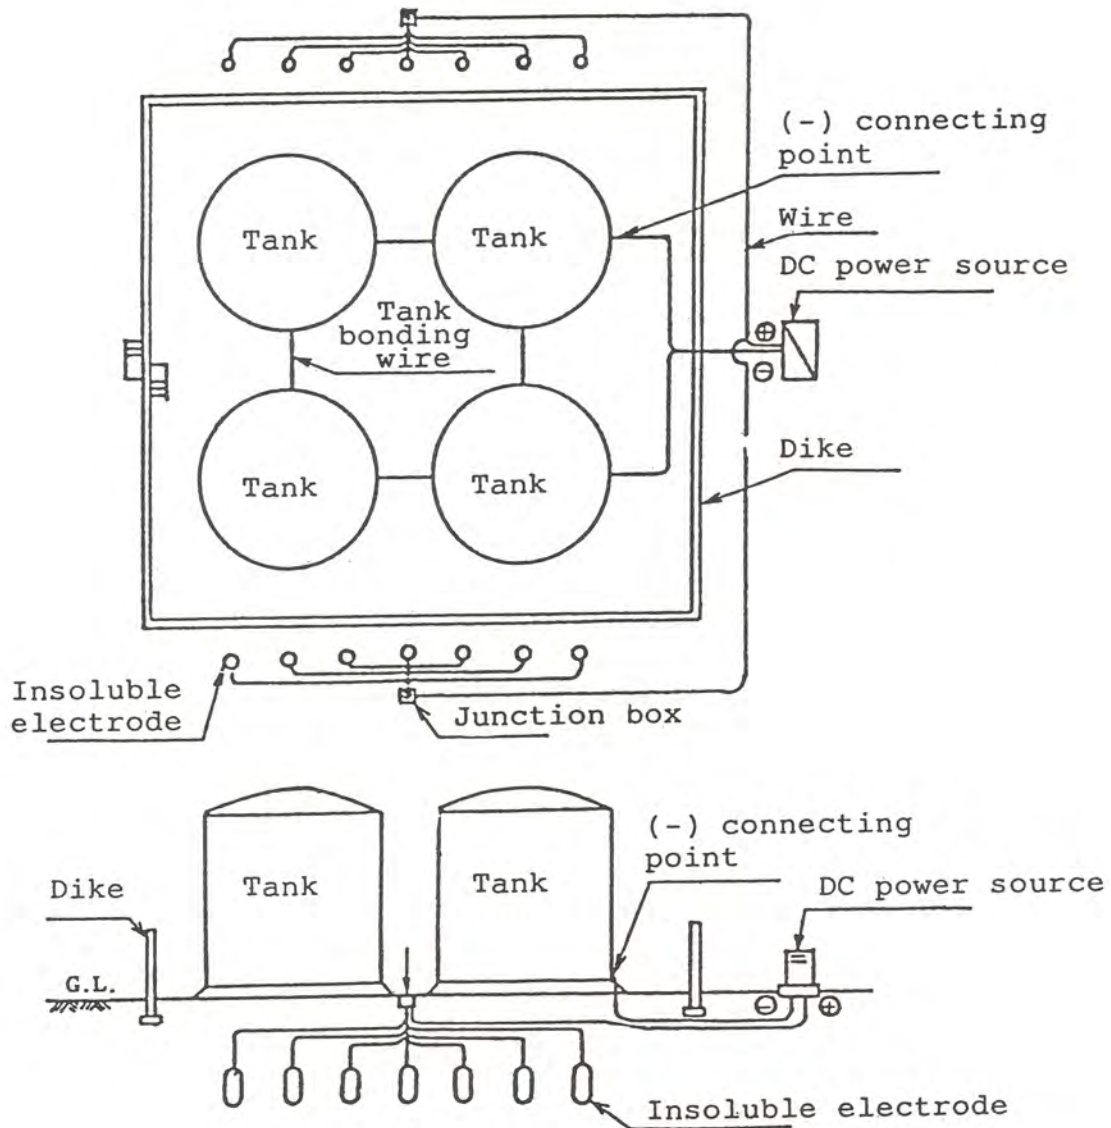 (-) connecting
point
Tank
Tank
Wire
DC power source
⊕
Tank
bonding
wire
⊖
Dike
Tank
Tank
Insoluble
electrode
Junction box
(-) connecting
point
Dike
Tank
Tank
DC power source
G.L.
⊖
⊕
Insoluble electrode